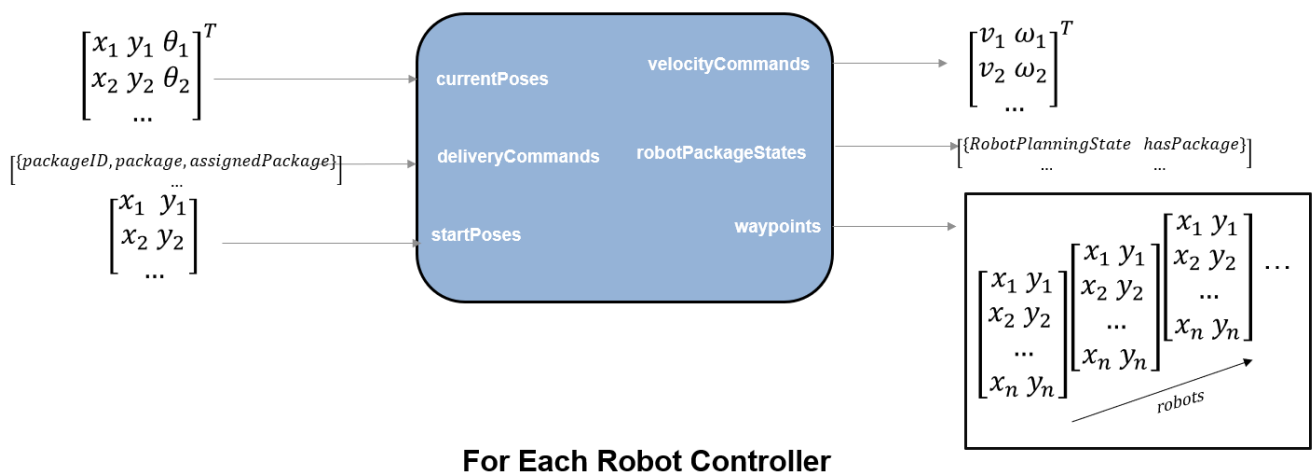 [x₁ y₁ θ₁
x₂ y₂ θ₂
...]ᵀ
currentPoses
[{packageID, package, assignedPackage}
...]
deliveryCommands
[x₁ y₁
x₂ y₂
...]
startPoses
velocityCommands
[v₁ ω₁
v₂ ω₂
...]ᵀ
robotPackageStates
[{RobotPlanningState hasPackage}
... ...]
waypoints
[x₁ y₁
x₂ y₂
...
xₙ yₙ]
[x₁ y₁
x₂ y₂
...
xₙ yₙ]
[x₁ y₁
x₂ y₂
...
xₙ yₙ]
...
robots
For Each Robot Controller